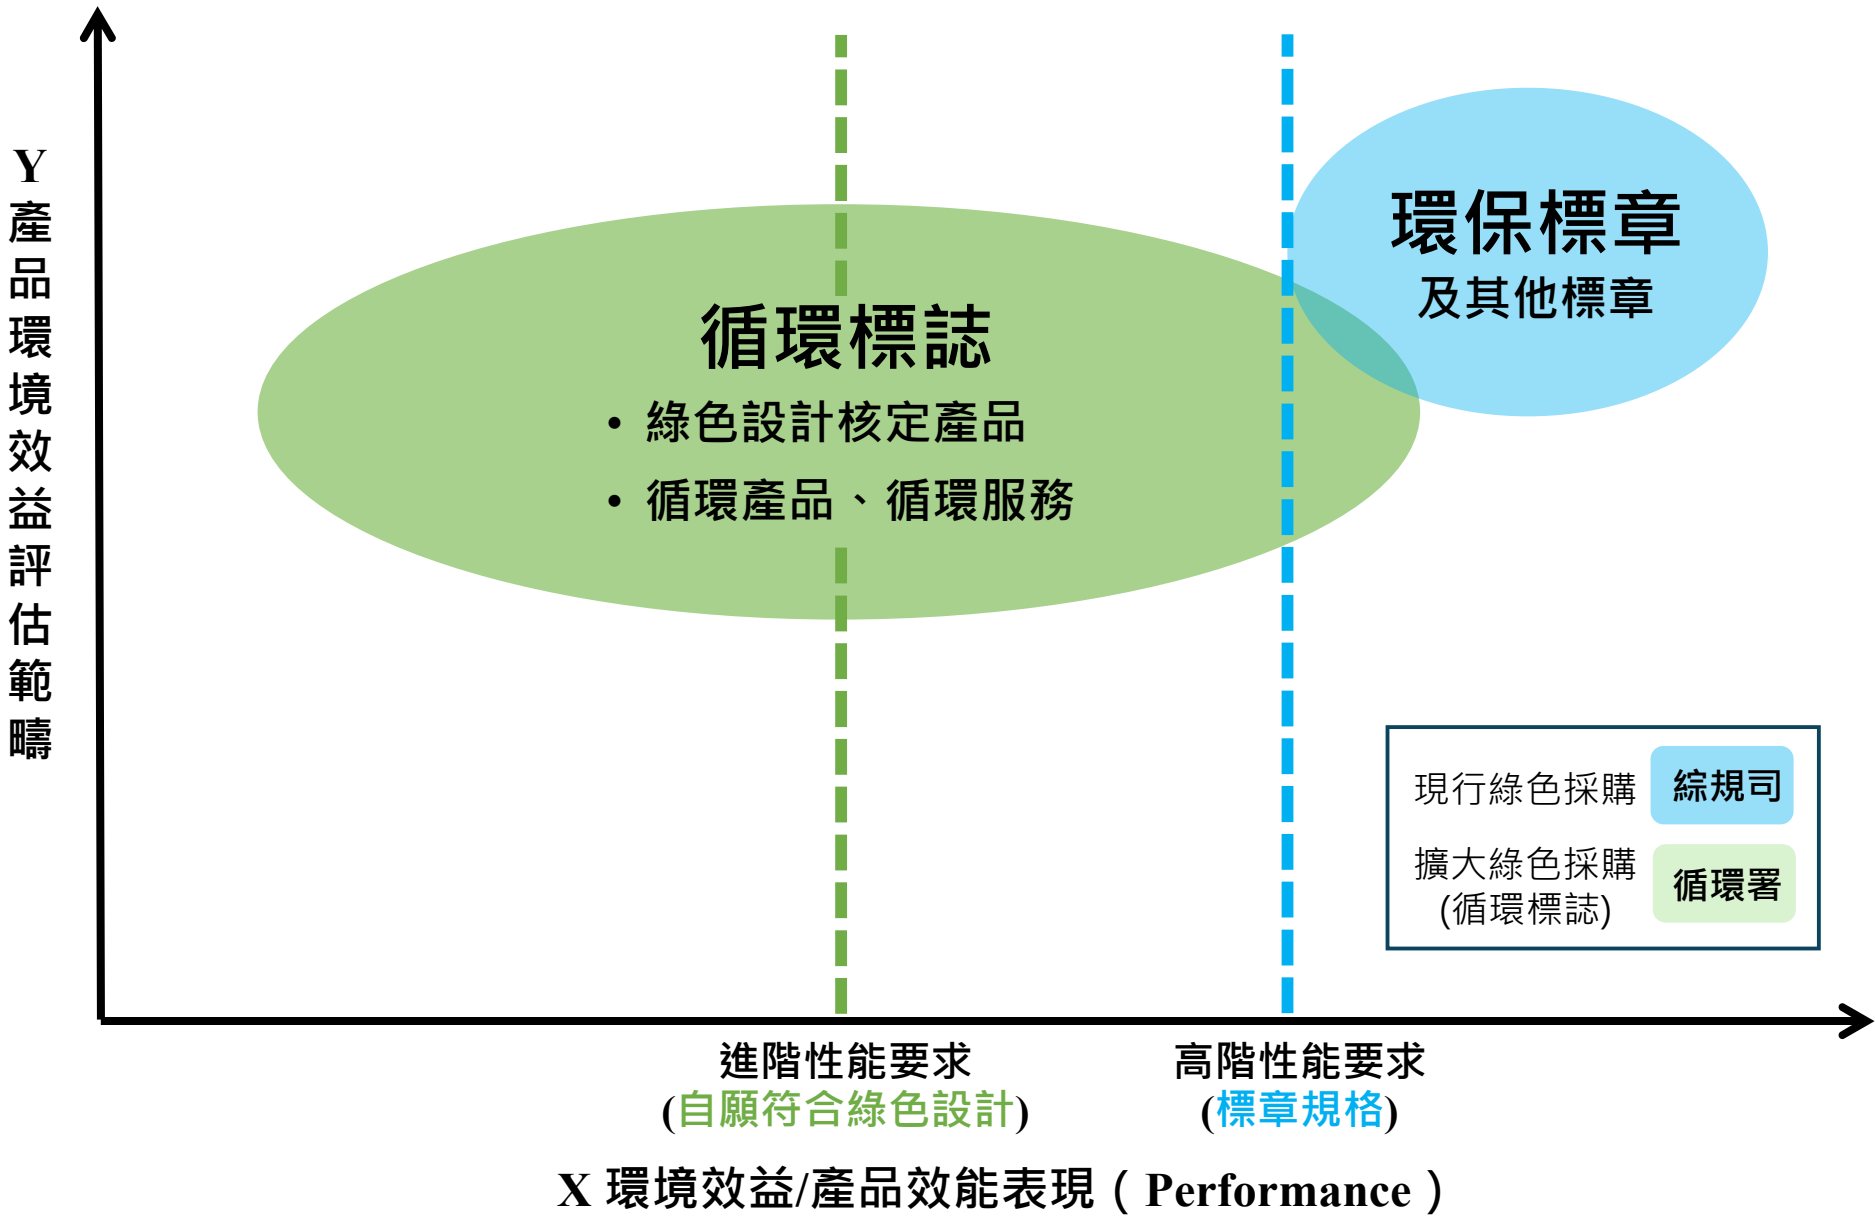 Y產品環境效益評估範疇
環保標章
及其他標章
循環標誌
• 綠色設計核定產品
• 循環產品、循環服務
現行綠色採購 綜規司
擴大綠色採購
(循環標誌) 循環署
進階性能要求
(自願符合綠色設計)
高階性能要求
(標章規格)
X 環境效益/產品效能表現（Performance）